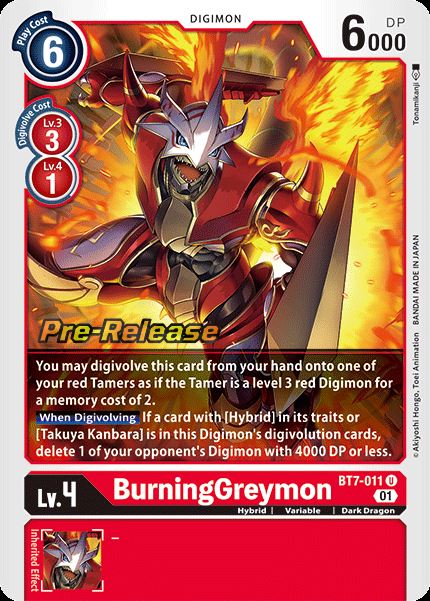 DIGIMON
Play Cost
6
6000
DP
Digivolve Cost
Lv.3
3
Lv.4
1
Tomamikanji
© Akiyoshi Hongo, Toei Animation BANDAI MADE IN JAPAN
Pre-Release
You may digivolve this card from your hand onto one of
your red Tamers as if the Tamer is a level 3 red Digimon for
a memory cost of 2.
When Digivolving If a card with [Hybrid] in its traits or
[Takuya Kanbara] is in this Digimon's digivolution cards,
delete 1 of your opponent's Digimon with 4000 DP or less.
Lv.4
BurningGreymon
BT7-011 U
01
Hybrid | Variable | Dark Dragon
Inherited Effect
-